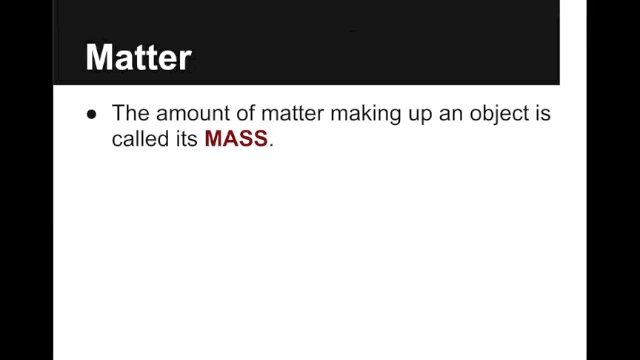 Matter
● The amount of matter making up an object is
called its MASS.